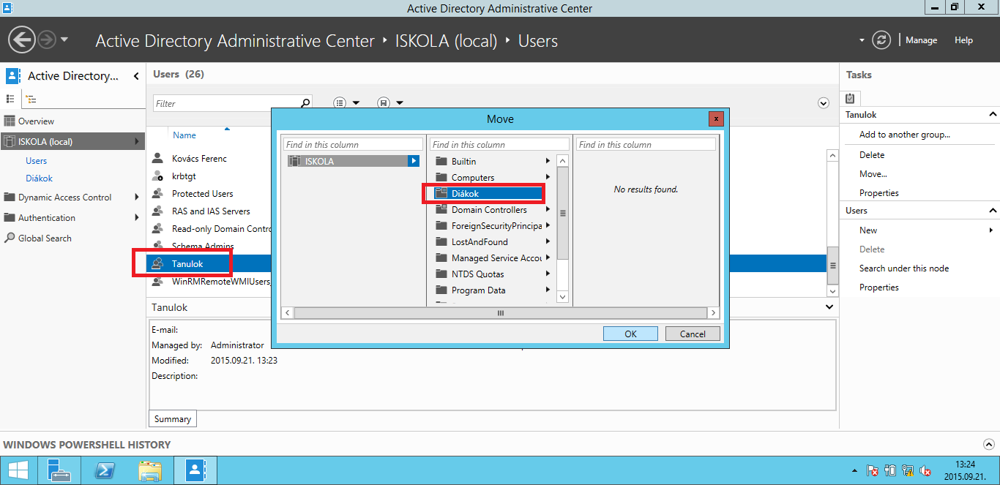 Active Directory Administrative Center
Active Directory Administrative Center ‣ ISKOLA (local) ‣ Users
Manage
Help
Active Directory...
Overview
ISKOLA (local)
Users
Diákok
Dynamic Access Control
Authentication
Global Search
Users (26)
Filter
Name
Kovács Ferenc
krbtgt
Protected Users
RAS and IAS Servers
Read-only Domain Contro
Schema Admins
Tanulok
WinRMRemoteWMIUsers_
Move
x
Find in this column
Find in this column
Find in this column
ISKOLA
Builtin
Computers
Diákok
Domain Controllers
ForeignSecurityPrincipa
LostAndFound
Managed Service Accou
NTDS Quotas
Program Data
No results found.
OK
Cancel
Tanulok
E-mail:
Managed by: Administrator
Modified: 2015.09.21. 13:23
Description:
Summary
Tasks
Tanulok
Add to another group...
Delete
Move...
Properties
Users
New
Delete
Search under this node
Properties
WINDOWS POWERSHELL HISTORY
13:24
2015.09.21.